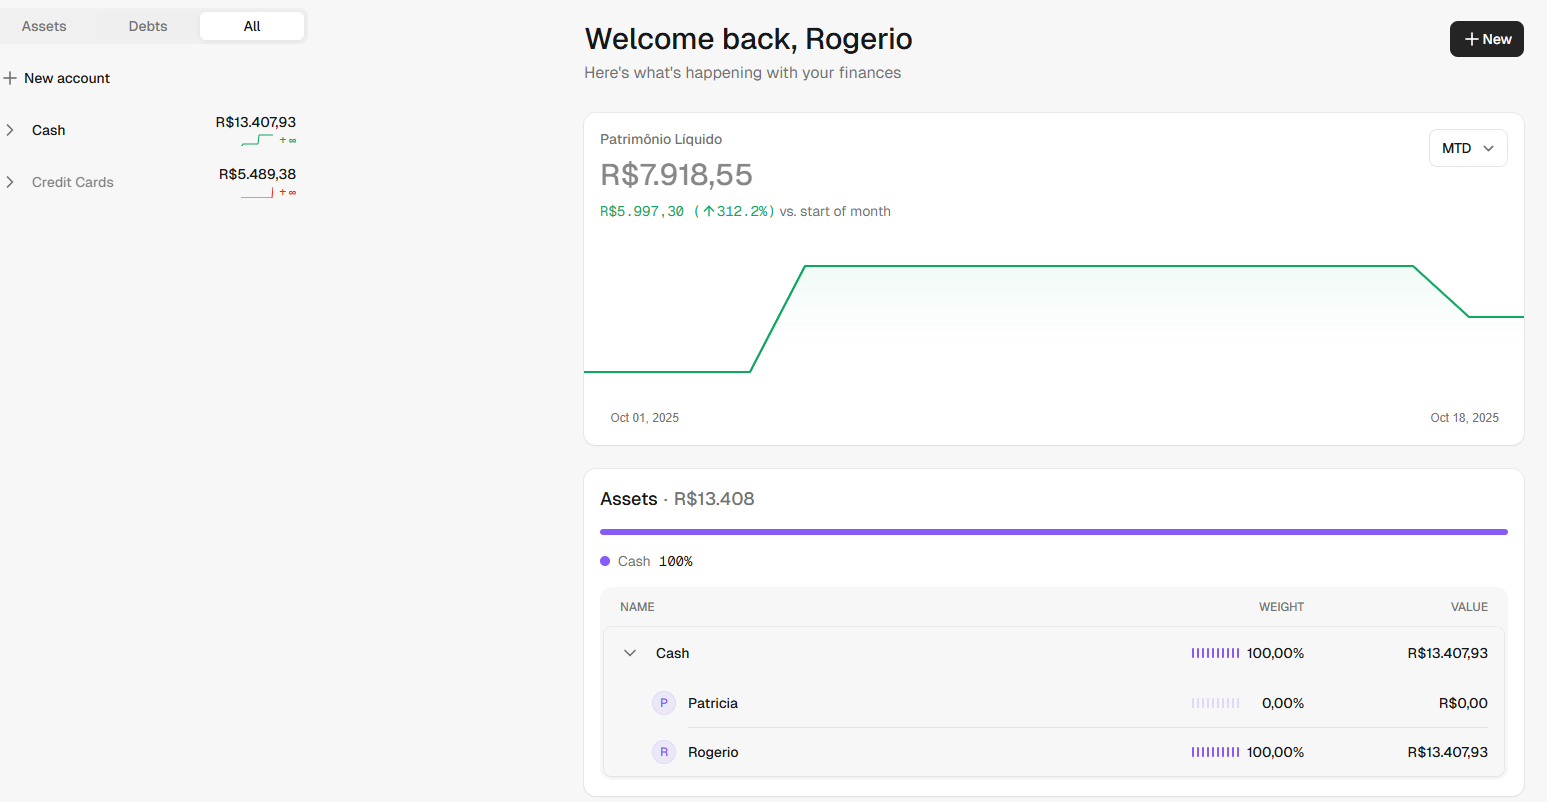 Assets Debts All
New account
Cash R$13.407,93
+∞
Credit Cards R$5.489,38
+∞
Welcome back, Rogerio
Here's what's happening with your finances
+ New
Patrimônio Líquido
MTD
R$7.918,55
R$5.997,30 (↑312.2%) vs. start of month
Oct 01, 2025 Oct 18, 2025
Assets · R$13.408
Cash 100%
NAME WEIGHT VALUE
Cash 100,00% R$13.407,93
P Patricia 0,00% R$0,00
R Rogerio 100,00% R$13.407,93